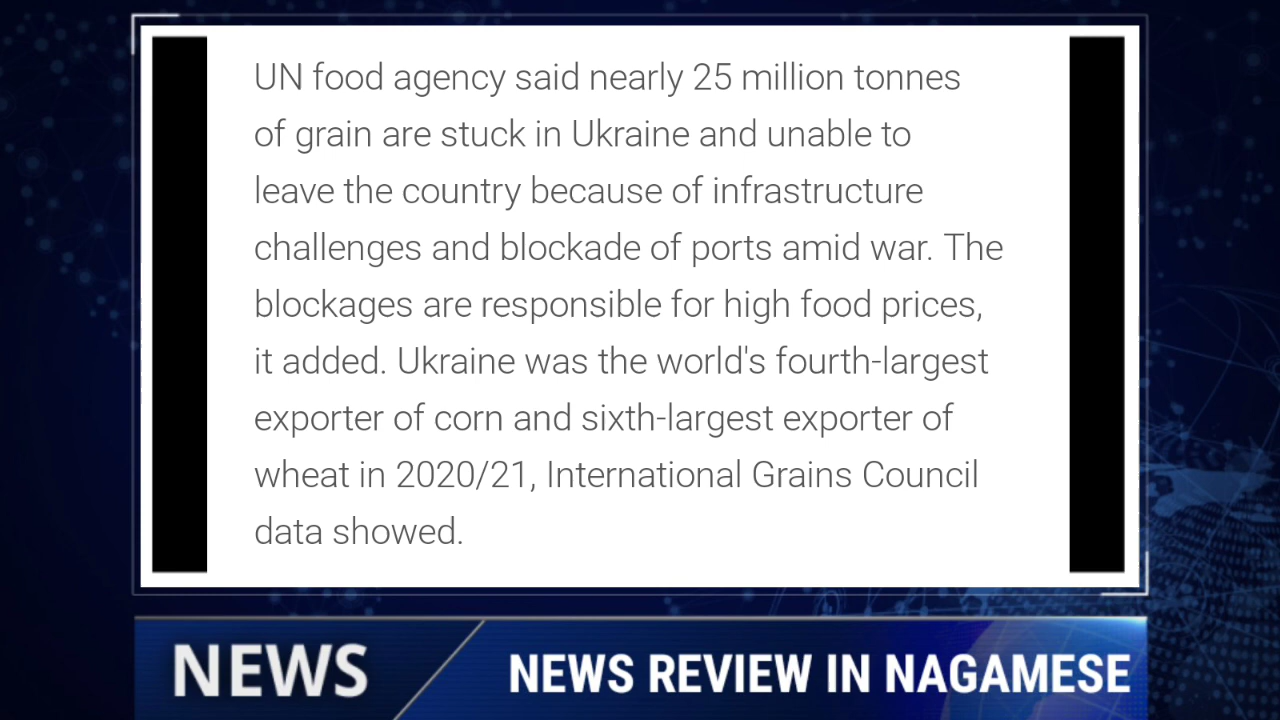 UN food agency said nearly 25 million tonnes
of grain are stuck in Ukraine and unable to
leave the country because of infrastructure
challenges and blockade of ports amid war. The
blockages are responsible for high food prices,
it added. Ukraine was the world's fourth-largest
exporter of corn and sixth-largest exporter of
wheat in 2020/21, International Grains Council
data showed.
NEWS
NEWS REVIEW IN NAGAMESE